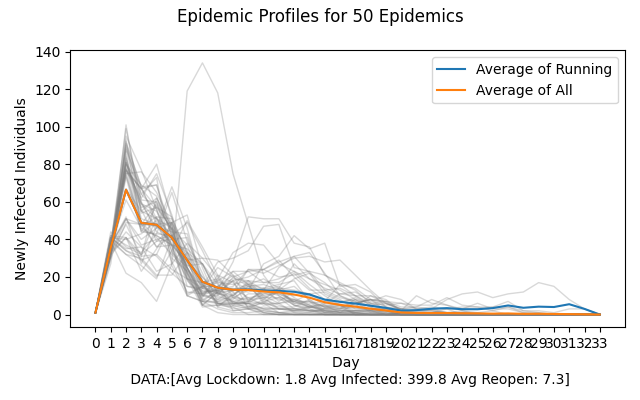 Epidemic Profiles for 50 Epidemics
140
120
100
80
60
40
20
0
Newly Infected Individuals
Average of Running
Average of All
0 1 2 3 4 5 6 7 8 9 10 11 12 13 14 15 16 17 18 19 20 21 22 23 24 25 26 27 28 29 30 31 32 33
Day
DATA:[Avg Lockdown: 1.8 Avg Infected: 399.8 Avg Reopen: 7.3]